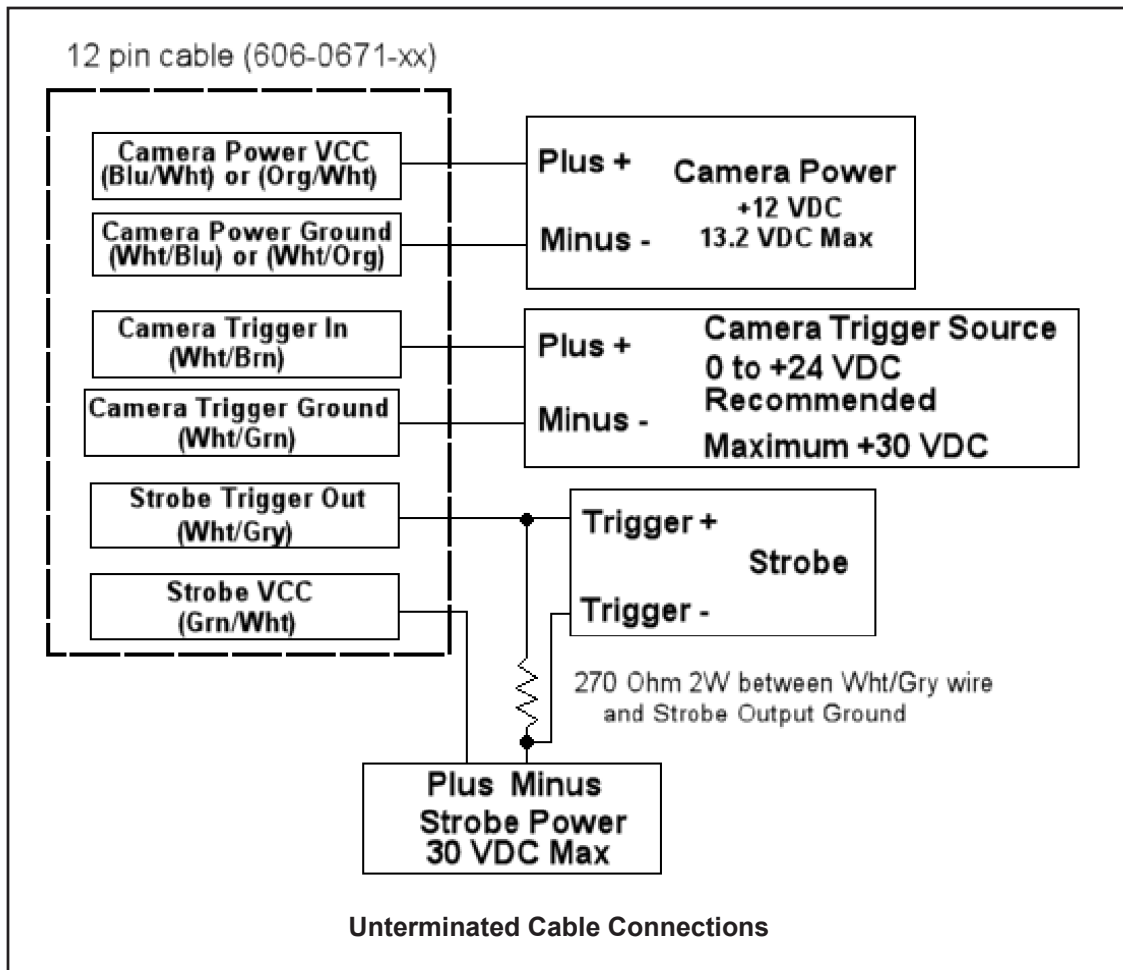 12 pin cable (606-0671-xx)
Camera Power VCC
(Blu/Wht) or (Org/Wht)
Camera Power Ground
(Wht/Blu) or (Wht/Org)
Plus +
Minus -
Camera Power
+12 VDC
13.2 VDC Max
Camera Trigger In
(Wht/Brn)
Camera Trigger Ground
(Wht/Grn)
Plus +
Minus -
Camera Trigger Source
0 to +24 VDC
Recommended
Maximum +30 VDC
Strobe Trigger Out
(Wht/Gry)
Strobe VCC
(Grn/Wht)
Trigger +
Strobe
Trigger -
270 Ohm 2W between Wht/Gry wire
and Strobe Output Ground
Plus Minus
Strobe Power
30 VDC Max
Unterminated Cable Connections